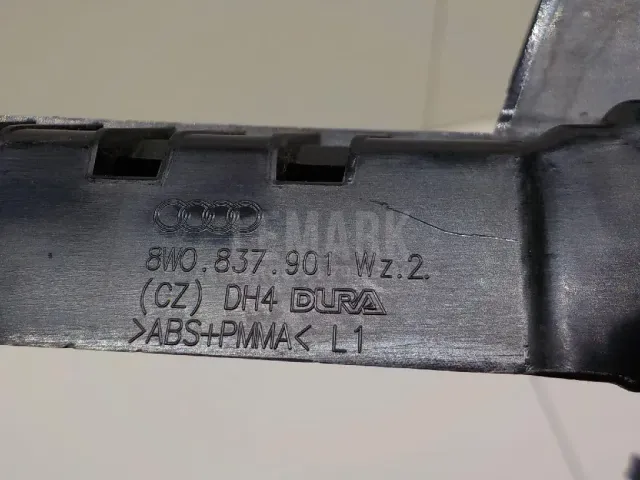 8W0.837.901 Wz.2.
(CZ) DH4 DURA
>ABS+PMMA< L1